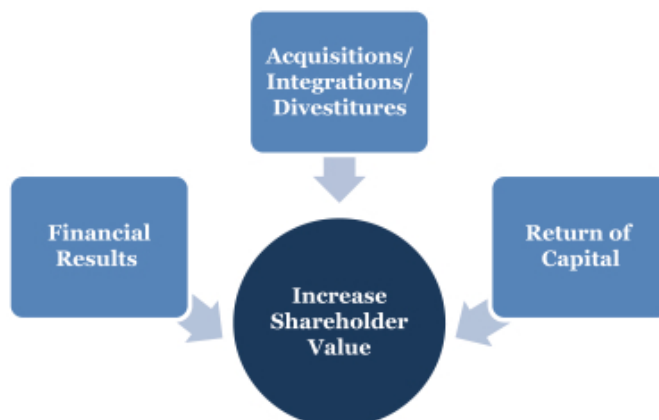 Acquisitions/
Integrations/
Divestitures
Financial
Results
Return of
Capital
Increase
Shareholder
Value